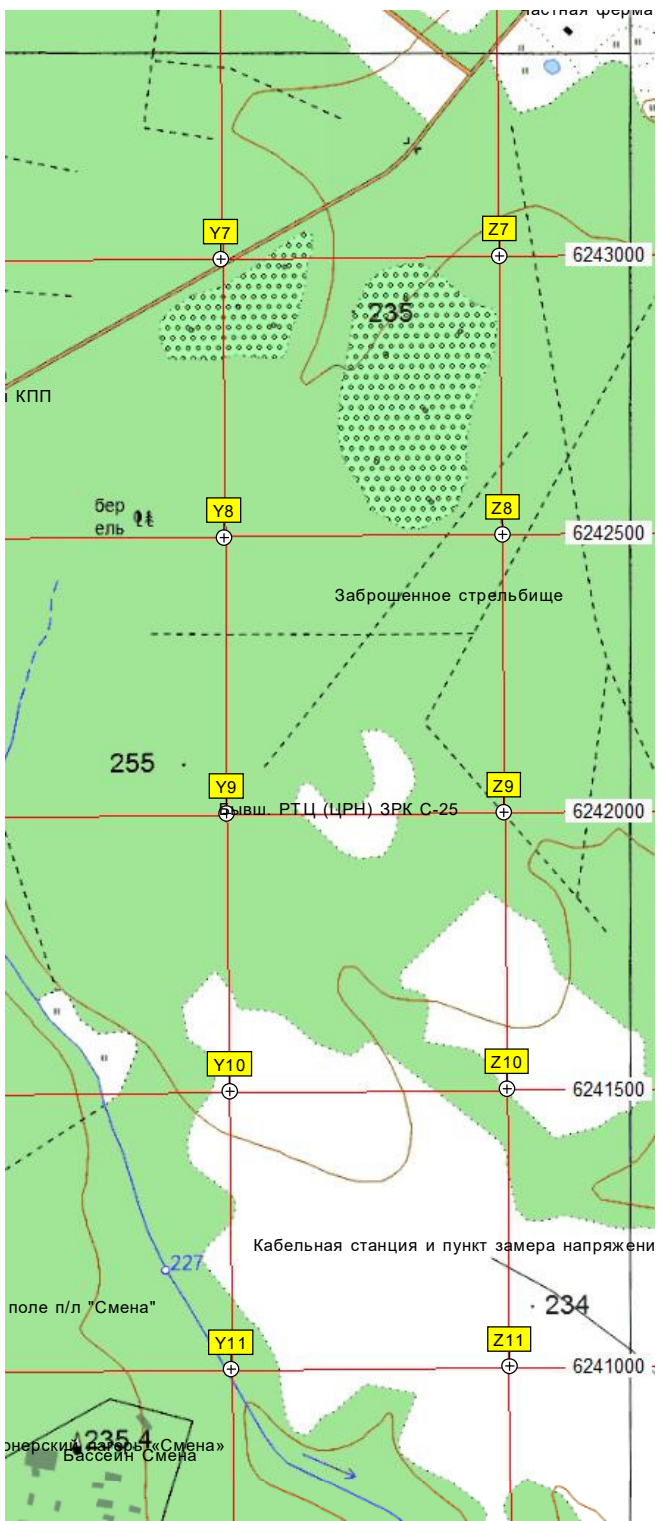 частная ферма
Y7
Z7
6243000
235
КПП
Y8
Z8
бер
ель
6242500
Заброшенное стрельбище
255
Y9
Z9
Бывш. РТЦ (ЦРН) ЗРК С-25
6242000
Y10
Z10
6241500
Кабельная станция и пункт замера напряжени
227
поле п/л "Смена"
234
Y11
Z11
6241000
235.4
онерский лагерь «Смена»
Бассейн Смена